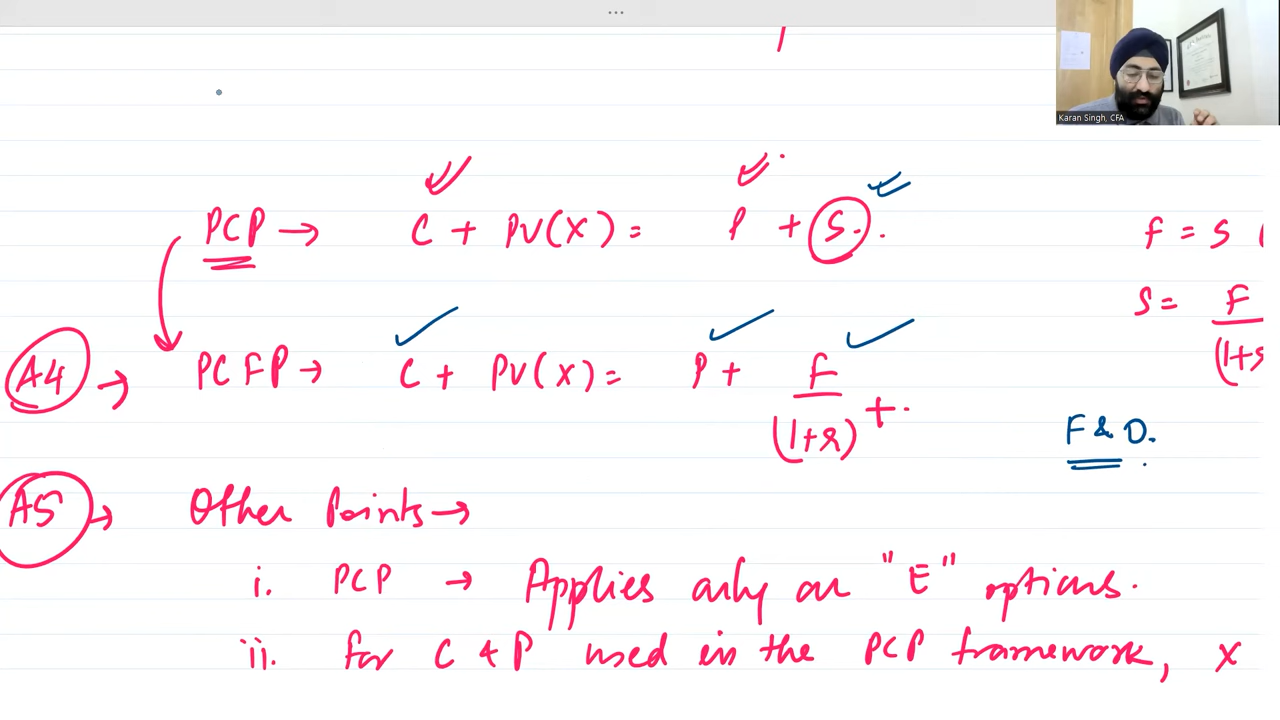 Karan Singh, CFA
PCP → C + PV(X) = P + S.
f = S (
S = F
(1+r
A4 → PCFP → C + PV(X) = P + F
(1+r) +
F & O.
A5 → Other Points →
i. PCP → Applies only on "E" options.
ii. for C & P used in the PCP framework, X